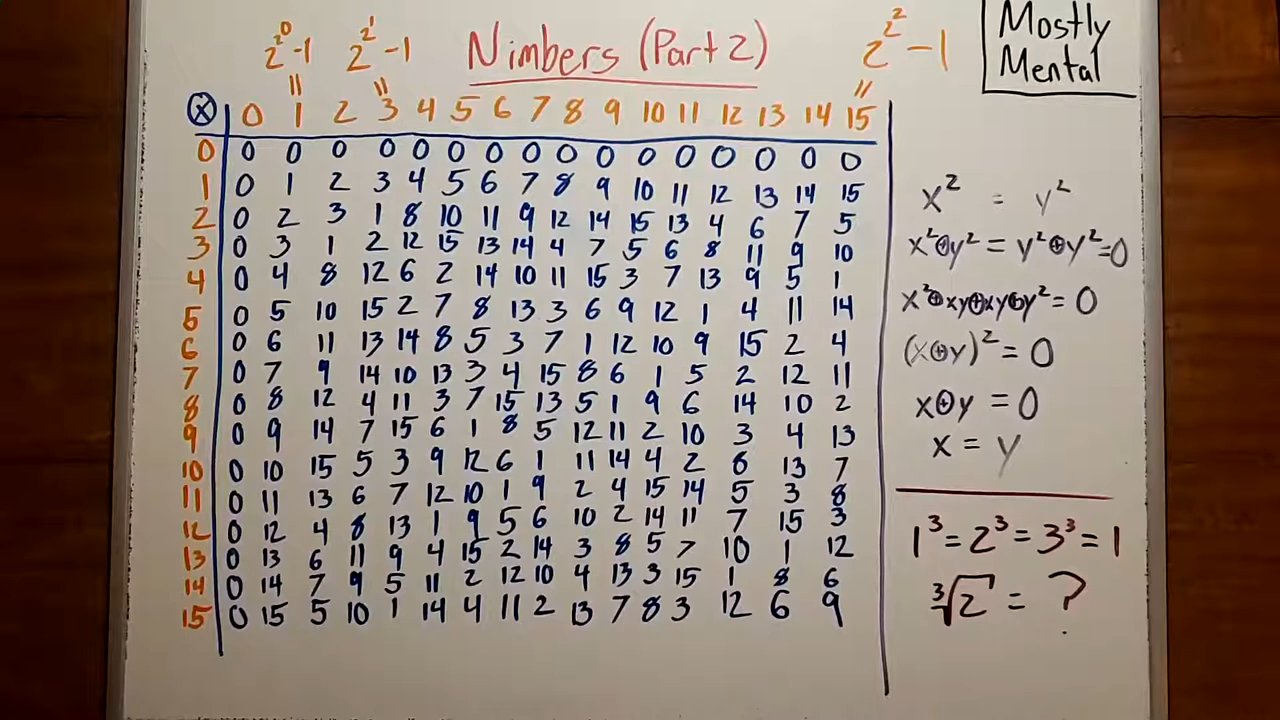 2^2^0-1 2^2^1-1 Nimbers (Part 2) 2^2^2-1
Mostly
Mental
= = =
⊗ 0 1 2 3 4 5 6 7 8 9 10 11 12 13 14 15
0 0 0 0 0 0 0 0 0 0 0 0 0 0 0 0 0
1 0 1 2 3 4 5 6 7 8 9 10 11 12 13 14 15
2 0 2 3 1 8 10 11 9 12 14 15 13 4 6 7 5
3 0 3 1 2 12 15 13 14 4 7 5 6 8 11 9 10
4 0 4 8 12 6 2 14 10 11 15 3 7 13 9 5 1
5 0 5 10 15 2 7 8 13 3 6 9 12 1 4 11 14
6 0 6 11 13 14 8 5 3 7 1 12 10 9 15 2 4
7 0 7 9 14 10 13 3 4 15 8 6 1 5 2 12 11
8 0 8 12 4 11 3 7 15 13 5 1 9 6 14 10 2
9 0 9 14 7 15 6 1 8 5 12 11 2 10 3 4 13
10 0 10 15 5 3 9 12 6 1 11 14 4 2 8 13 7
11 0 11 13 6 7 12 10 1 9 2 4 15 14 5 3 8
12 0 12 4 8 13 1 9 5 6 10 2 14 11 7 15 3
13 0 13 6 11 9 4 15 2 14 3 8 5 7 10 1 12
14 0 14 7 9 5 11 2 12 10 4 13 3 15 1 8 6
15 0 15 5 10 1 14 4 11 2 13 7 8 3 12 6 9
x² = y²
x²⊕y² = y²⊕y²=0
x²⊕xy⊕xy⊕y² = 0
(x⊕y)² = 0
x⊕y = 0
x = y
1³ = 2³ = 3³ = 1
³√2 = ?